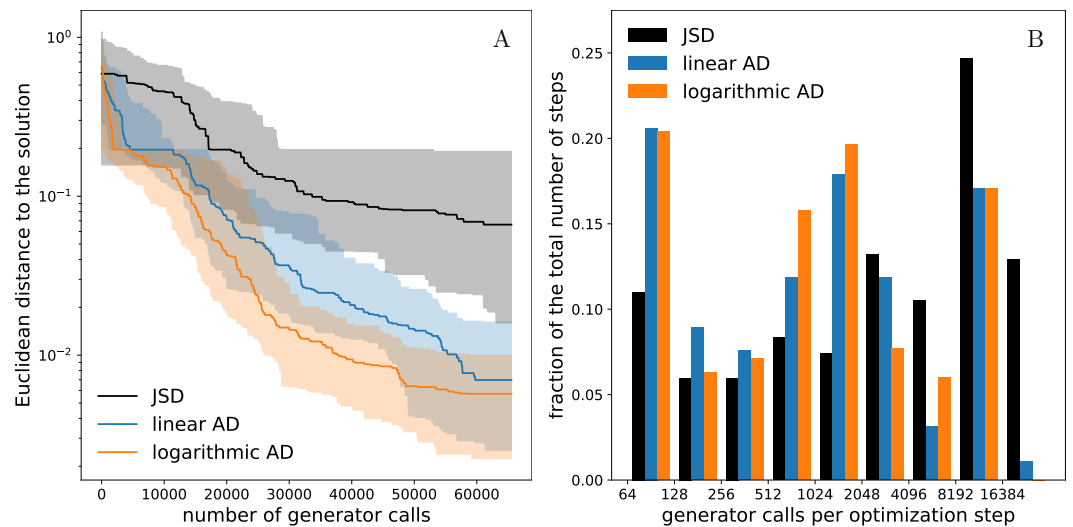 A
Euclidean distance to the solution
10⁰
10⁻¹
10⁻²
JSD
linear AD
logarithmic AD
0 10000 20000 30000 40000 50000 60000
number of generator calls
B
JSD
linear AD
logarithmic AD
fraction of the total number of steps
0.25
0.20
0.15
0.10
0.05
0.00
64 128 256 512 1024 2048 4096 8192 16384
generator calls per optimization step